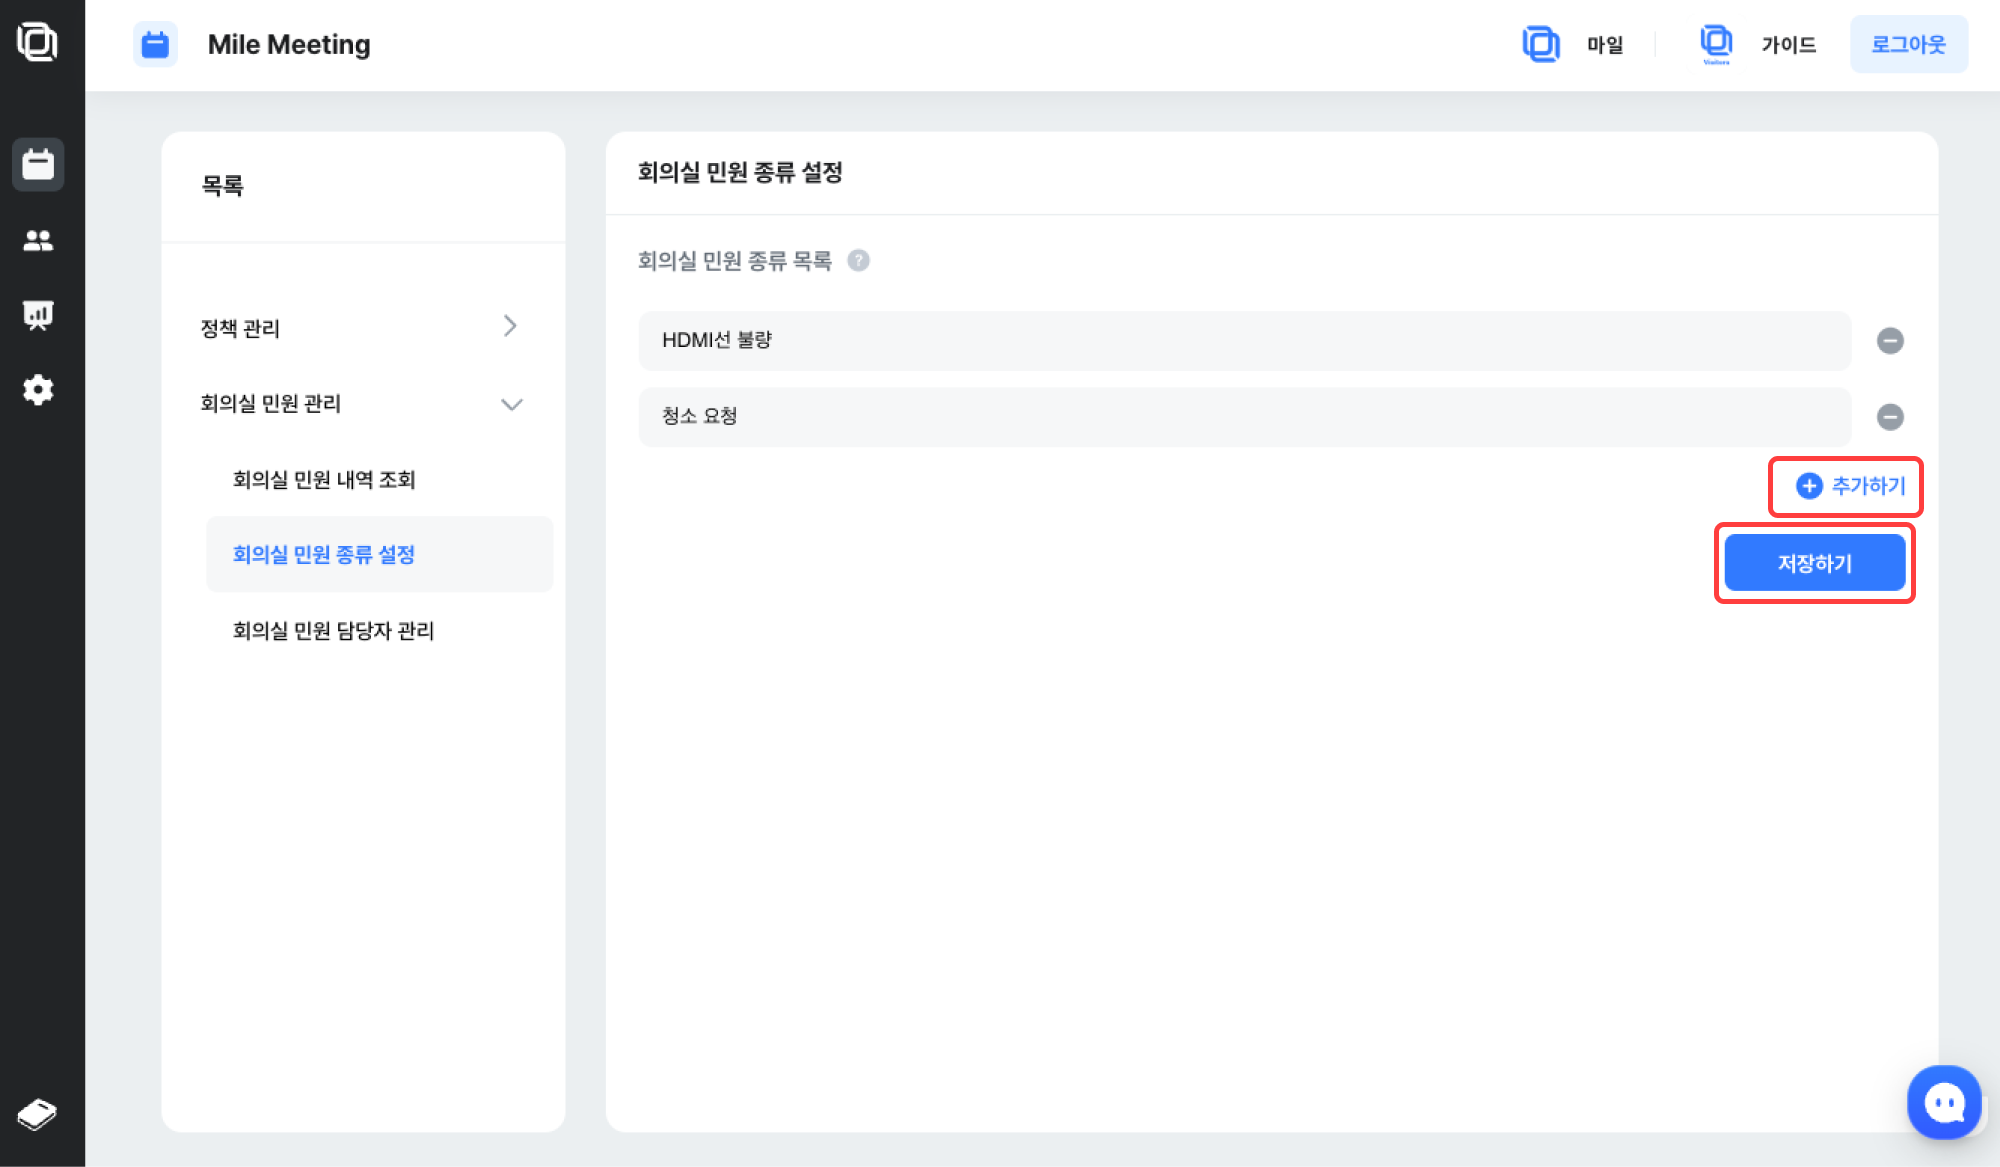 Mile Meeting
마일
Visitors
가이드
로그아웃
목록
정책 관리
회의실 민원 관리
회의실 민원 내역 조회
회의실 민원 종류 설정
회의실 민원 담당자 관리
회의실 민원 종류 설정
회의실 민원 종류 목록 ?
HDMI선 불량
청소 요청
추가하기
저장하기